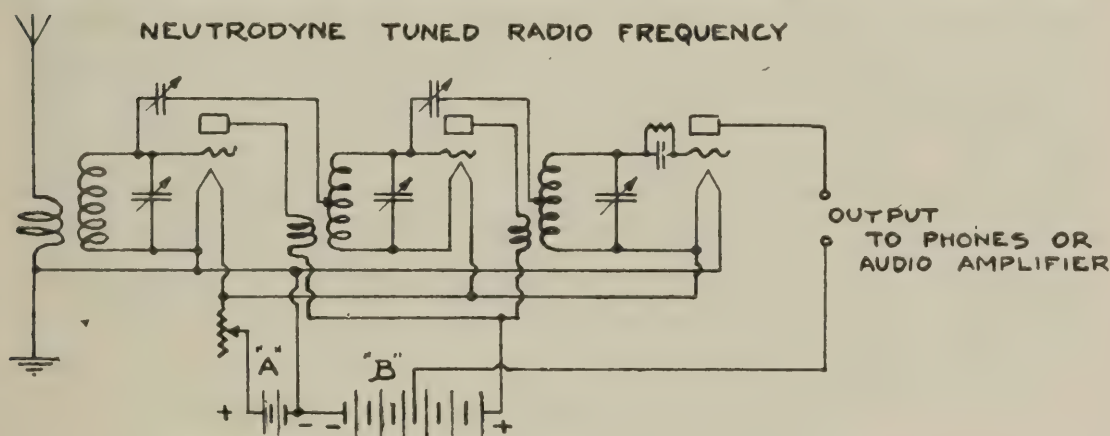 NEUTRODYNE TUNED RADIO FREQUENCY
OUTPUT
TO PHONES OR
AUDIO AMPLIFIER
"A"
"B"
+
-
-
+